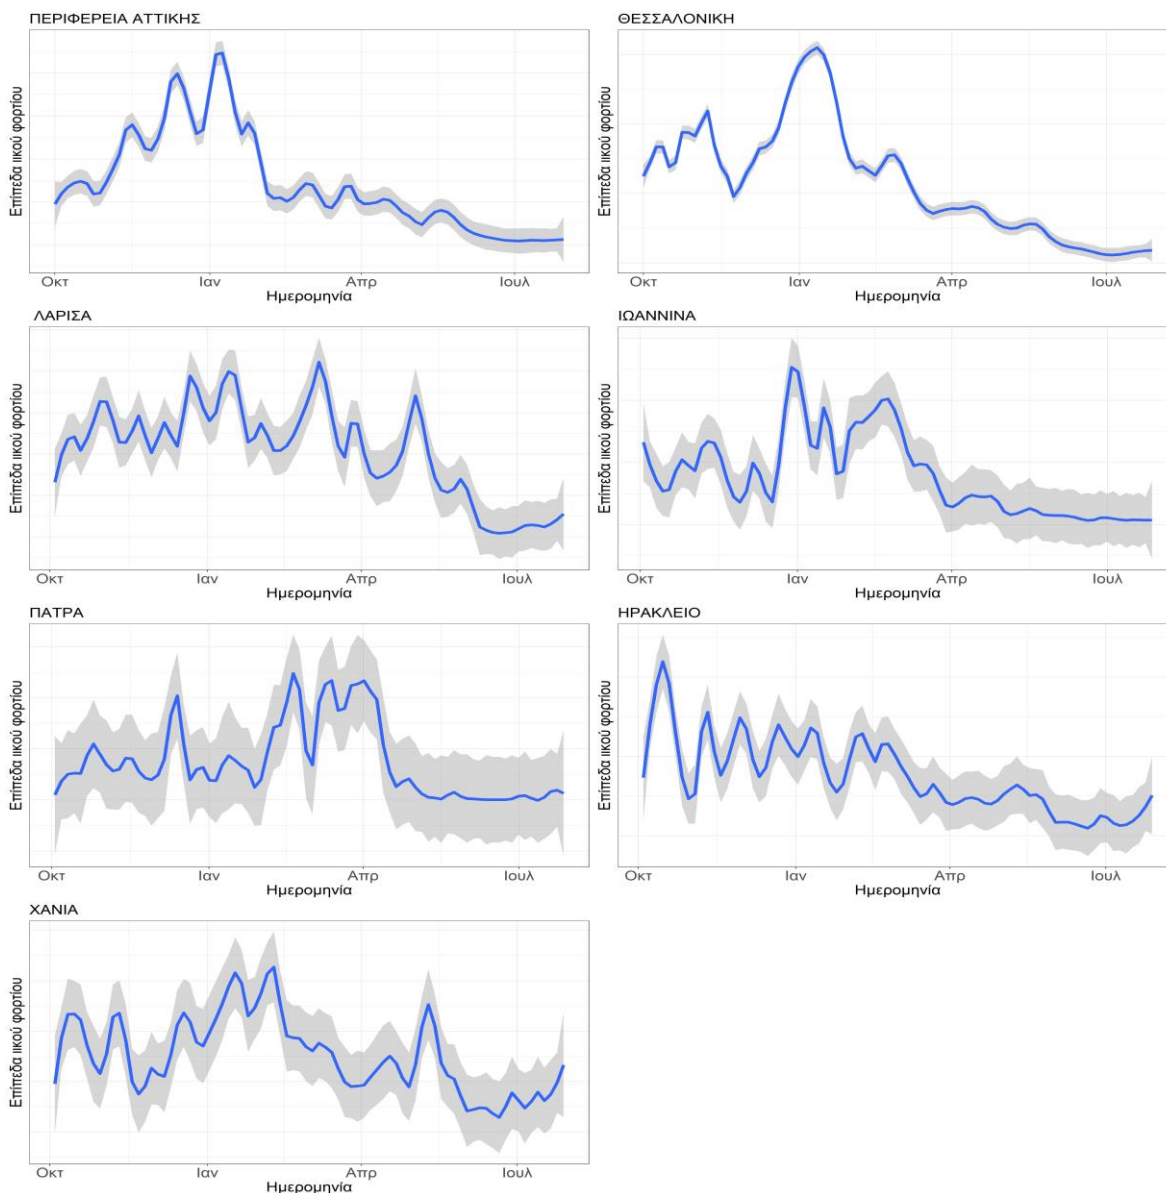 ΠΕΡΙΦΕΡΕΙΑ ΑΤΤΙΚΗΣ
Επίπεδα ιικού φορτίου
Οκτ Ιαν Απρ Ιουλ
Ημερομηνία
ΘΕΣΣΑΛΟΝΙΚΗ
Επίπεδα ιικού φορτίου
Οκτ Ιαν Απρ Ιουλ
Ημερομηνία
ΛΑΡΙΣΑ
Επίπεδα ιικού φορτίου
Οκτ Ιαν Απρ Ιουλ
Ημερομηνία
ΙΩΑΝΝΙΝΑ
Επίπεδα ιικού φορτίου
Οκτ Ιαν Απρ Ιουλ
Ημερομηνία
ΠΑΤΡΑ
Επίπεδα ιικού φορτίου
Οκτ Ιαν Απρ Ιουλ
Ημερομηνία
ΗΡΑΚΛΕΙΟ
Επίπεδα ιικού φορτίου
Οκτ Ιαν Απρ Ιουλ
Ημερομηνία
ΧΑΝΙΑ
Επίπεδα ιικού φορτίου
Οκτ Ιαν Απρ Ιουλ
Ημερομηνία